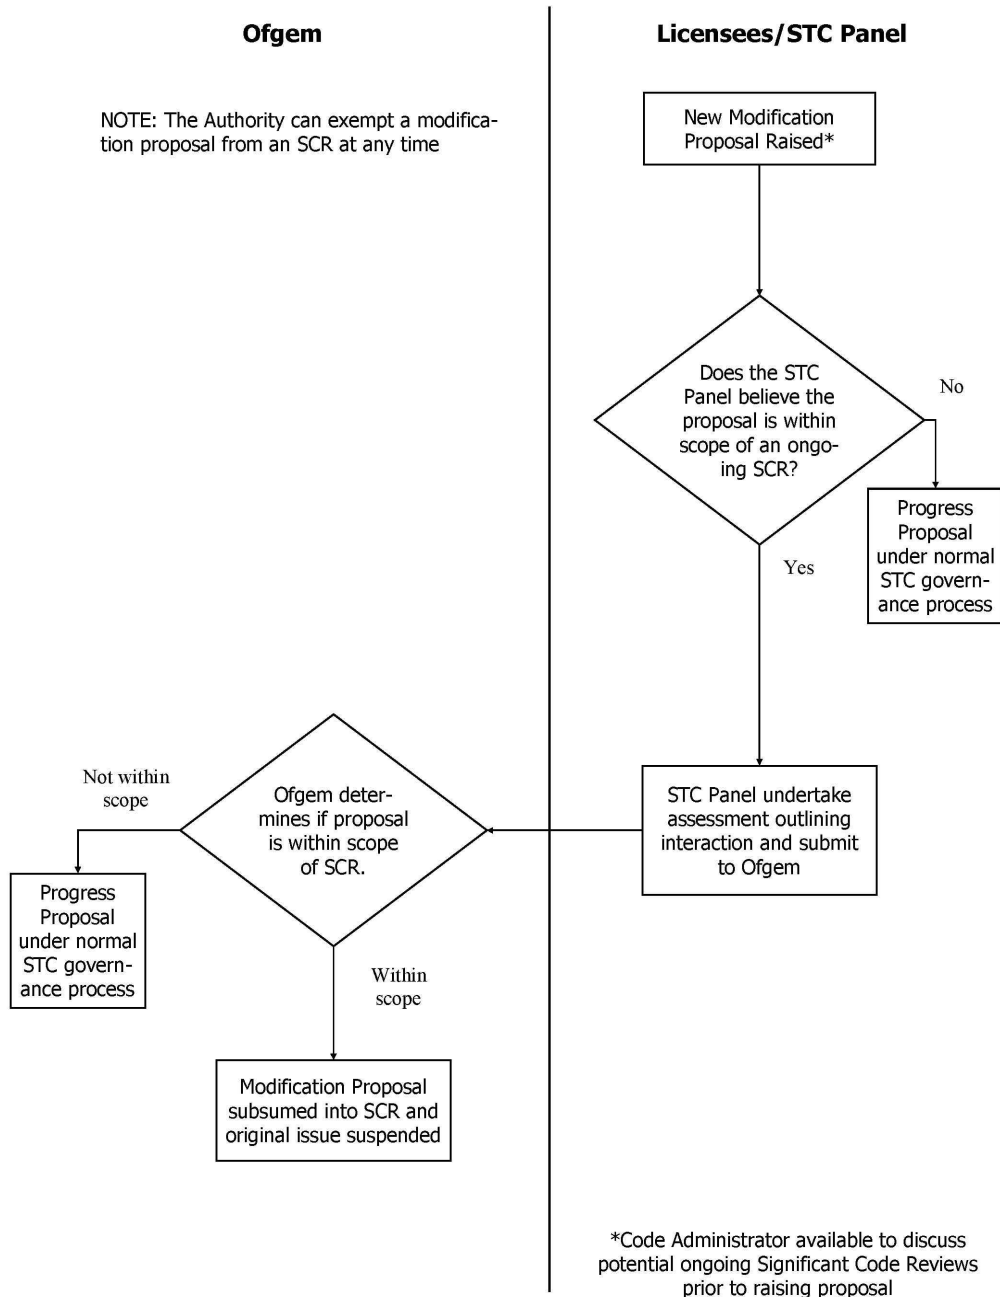 Ofgem
Licensees/STC Panel
NOTE: The Authority can exempt a modifica-
tion proposal from an SCR at any time
New Modification
Proposal Raised*
Does the STC
Panel believe the
proposal is within
scope of an ongo-
ing SCR?
No
Progress
Proposal
under normal
STC govern-
ance process
Yes
STC Panel undertake
assessment outlining
interaction and submit
to Ofgem
Ofgem deter-
mines if proposal
is within scope
of SCR.
Not within
scope
Progress
Proposal
under normal
STC govern-
ance process
Within
scope
Modification Proposal
subsumed into SCR and
original issue suspended
*Code Administrator available to discuss
potential ongoing Significant Code Reviews
prior to raising proposal